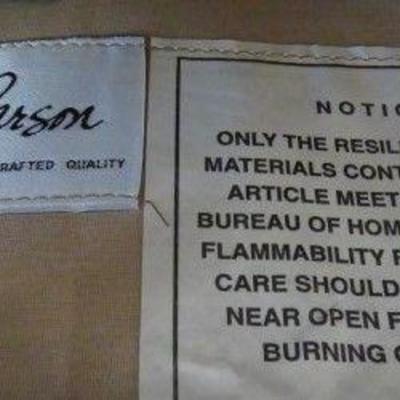 arson
RAFTED QUALITY
NOTIC
ONLY THE RESIL
MATERIALS CONT
ARTICLE MEET
BUREAU OF HOM
FLAMMABILITY
CARE SHOULD
NEAR OPEN F
BURNING